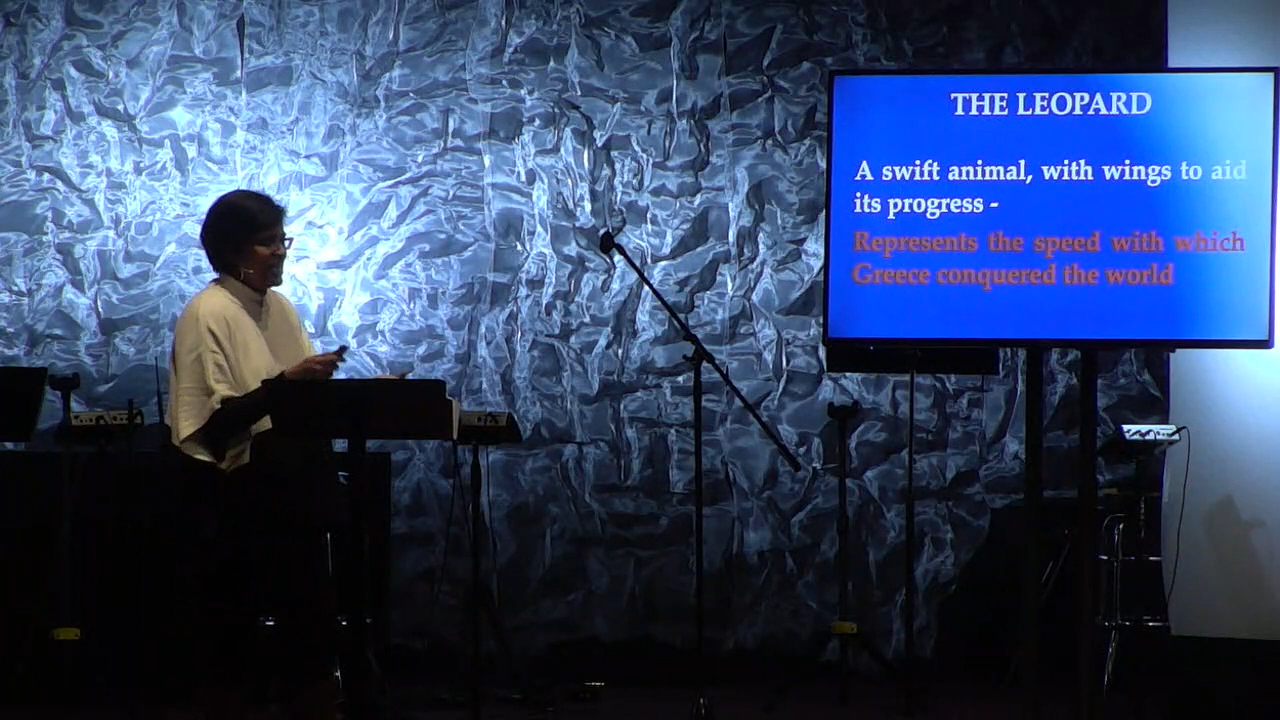 THE LEOPARD
A swift animal, with wings to aid
its progress -
Represents the speed with which
Greece conquered the world